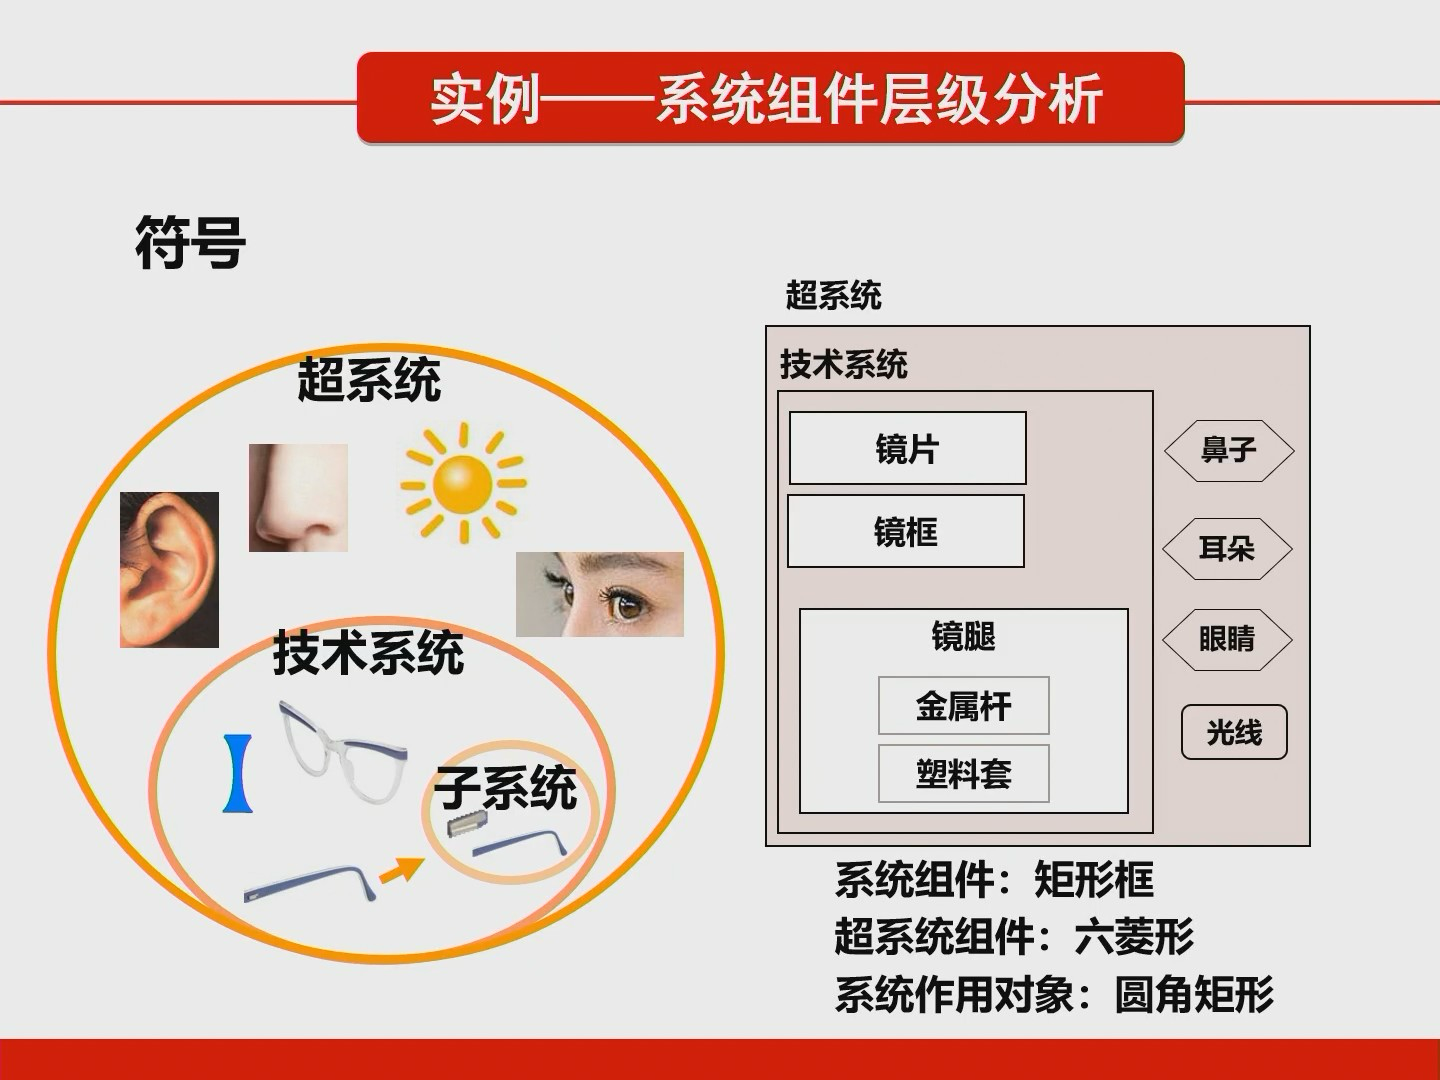 实例——系统组件层级分析
符号
超系统
技术系统
子系统
超系统
技术系统
镜片
镜框
镜腿
金属杆
塑料套
鼻子
耳朵
眼睛
光线
系统组件：矩形框
超系统组件：六菱形
系统作用对象：圆角矩形